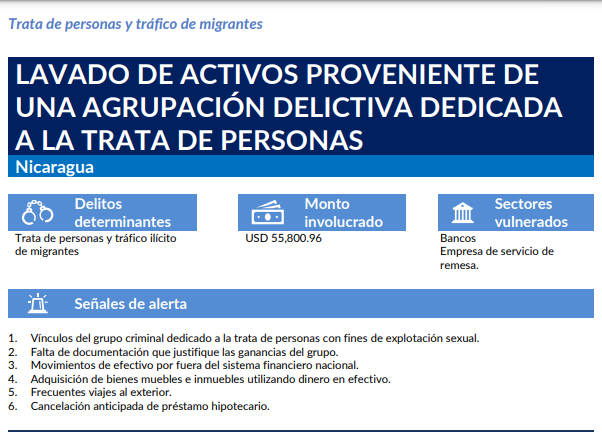 Trata de personas y tráfico de migrantes
LAVADO DE ACTIVOS PROVENIENTE DE
UNA AGRUPACIÓN DELICTIVA DEDICADA
A LA TRATA DE PERSONAS
Nicaragua
Delitos
determinantes
Trata de personas y tráfico ilícito
de migrantes
Monto
involucrado
USD 55,800.96
Sectores
vulnerados
Bancos
Empresa de servicio de
remesa.
Señales de alerta
1. Vínculos del grupo criminal dedicado a la trata de personas con fines de explotación sexual.
2. Falta de documentación que justifique las ganancias del grupo.
3. Movimientos de efectivo por fuera del sistema financiero nacional.
4. Adquisición de bienes muebles e inmuebles utilizando dinero en efectivo.
5. Frecuentes viajes al exterior.
6. Cancelación anticipada de préstamo hipotecario.